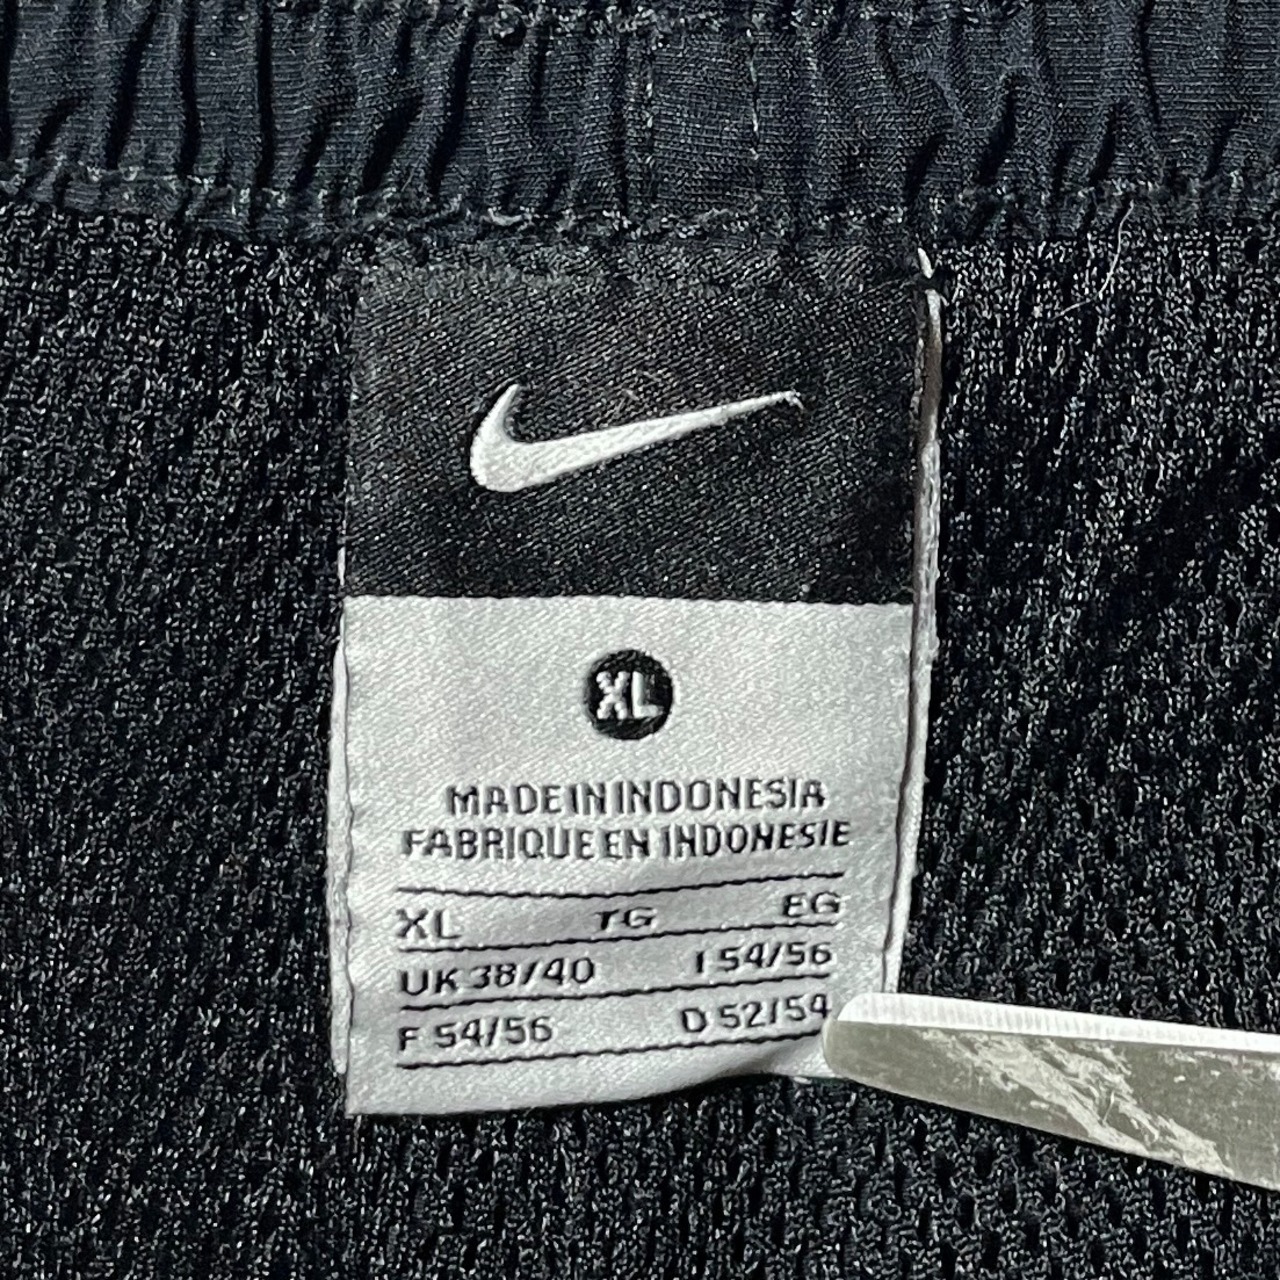 XL
MADE IN INDONESIA
FABRIQUE EN INDONESIE
XL TG EG
UK 38/40 I 54/56
F 54/56 D 52/54